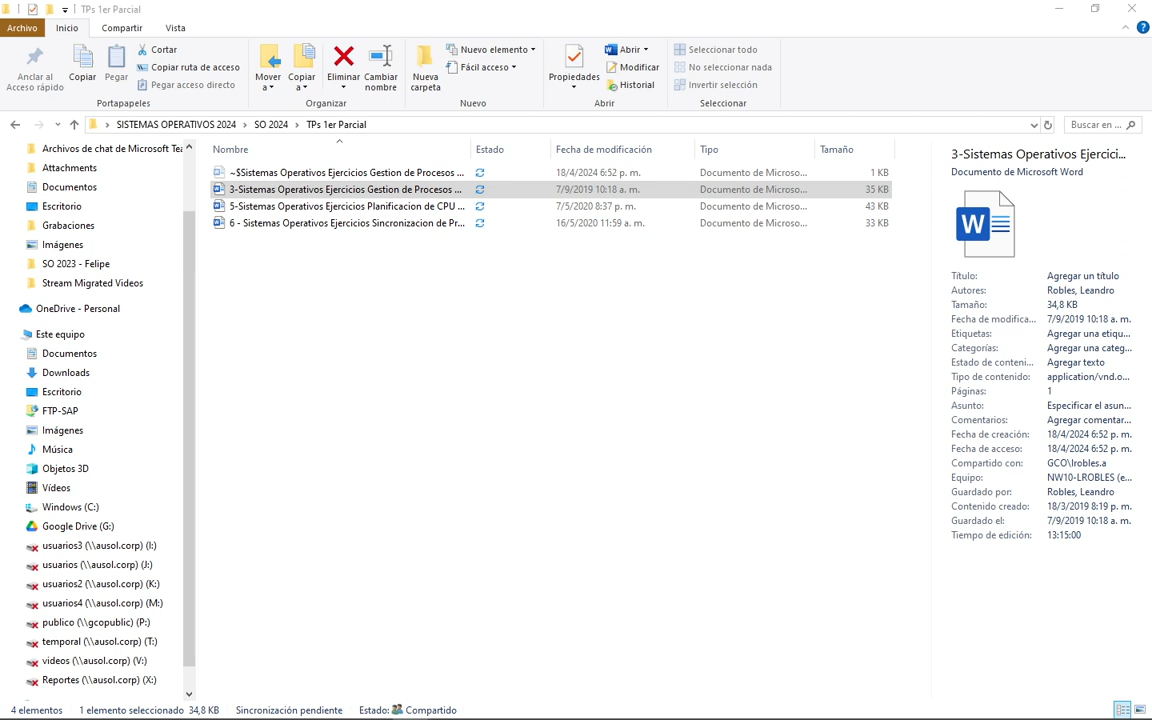 TPs 1er Parcial
Archivo Inicio Compartir Vista
Anclar al Acceso rápido
Copiar
Pegar
Cortar
Copiar ruta de acceso
Pegar acceso directo
Portapapeles
Mover a
Copiar a
Eliminar
Cambiar nombre
Organizar
Nueva carpeta
Nuevo elemento
Fácil acceso
Nuevo
Propiedades
Abrir
Modificar
Historial
Abrir
Seleccionar todo
No seleccionar nada
Invertir selección
Seleccionar
SISTEMAS OPERATIVOS 2024 > SO 2024 > TPs 1er Parcial
Buscar en ...
Archivos de chat de Microsoft Tea
Attachments
Documentos
Escritorio
Grabaciones
Imágenes
SO 2023 - Felipe
Stream Migrated Videos
OneDrive - Personal
Este equipo
Documentos
Downloads
Escritorio
FTP-SAP
Imágenes
Música
Objetos 3D
Vídeos
Windows (C:)
Google Drive (G:)
usuarios3 (\\ausol.corp) (I:)
usuarios (\\ausol.corp) (J:)
usuarios2 (\\ausol.corp) (K:)
usuarios4 (\\ausol.corp) (M:)
publico (\\gcopublic) (P:)
temporal (\\ausol.corp) (T:)
videos (\\ausol.corp) (V:)
Reportes (\\ausol.corp) (X:)
Nombre Estado Fecha de modificación Tipo Tamaño
~$Sistemas Operativos Ejercicios Gestion de Procesos ... 18/4/2024 6:52 p. m. Documento de Microso... 1 KB
3-Sistemas Operativos Ejercicios Gestion de Procesos ... 7/9/2019 10:18 a. m. Documento de Microso... 35 KB
5-Sistemas Operativos Ejercicios Planificacion de CPU ... 7/5/2020 8:37 p. m. Documento de Microso... 43 KB
6 - Sistemas Operativos Ejercicios Sincronizacion de Pr... 16/5/2020 11:59 a. m. Documento de Microso... 33 KB
3-Sistemas Operativos Ejercici...
Documento de Microsoft Word
W
Título: Agregar un título
Autores: Robles, Leandro
Tamaño: 34,8 KB
Fecha de modifica... 7/9/2019 10:18 a. m.
Etiquetas: Agregar una etiqu...
Categorías: Agregar una categ...
Estado de conteni... Agregar texto
Tipo de contenido: application/vnd.o...
Páginas: 1
Asunto: Especificar el asun...
Comentarios: Agregar comentar...
Fecha de creación: 18/4/2024 6:52 p. m.
Fecha de acceso: 18/4/2024 6:52 p. m.
Compartido con: GCO\lrobles.a
Equipo: NW10-LROBLES (e...
Guardado por: Robles, Leandro
Contenido creado: 18/3/2019 8:19 p. m.
Guardado el: 7/9/2019 10:18 a. m.
Tiempo de edición: 13:15:00
4 elementos 1 elemento seleccionado 34,8 KB Sincronización pendiente Estado: Compartido